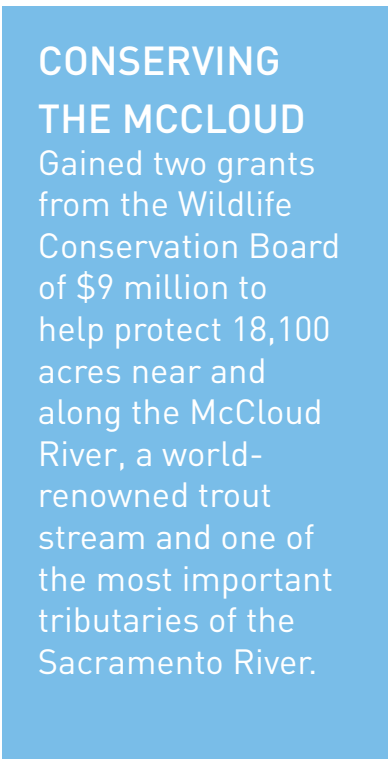 CONSERVING
THE MCCLOUD
Gained two grants
from the Wildlife
Conservation Board
of $9 million to
help protect 18,100
acres near and
along the McCloud
River, a world-
renowned trout
stream and one of
the most important
tributaries of the
Sacramento River.